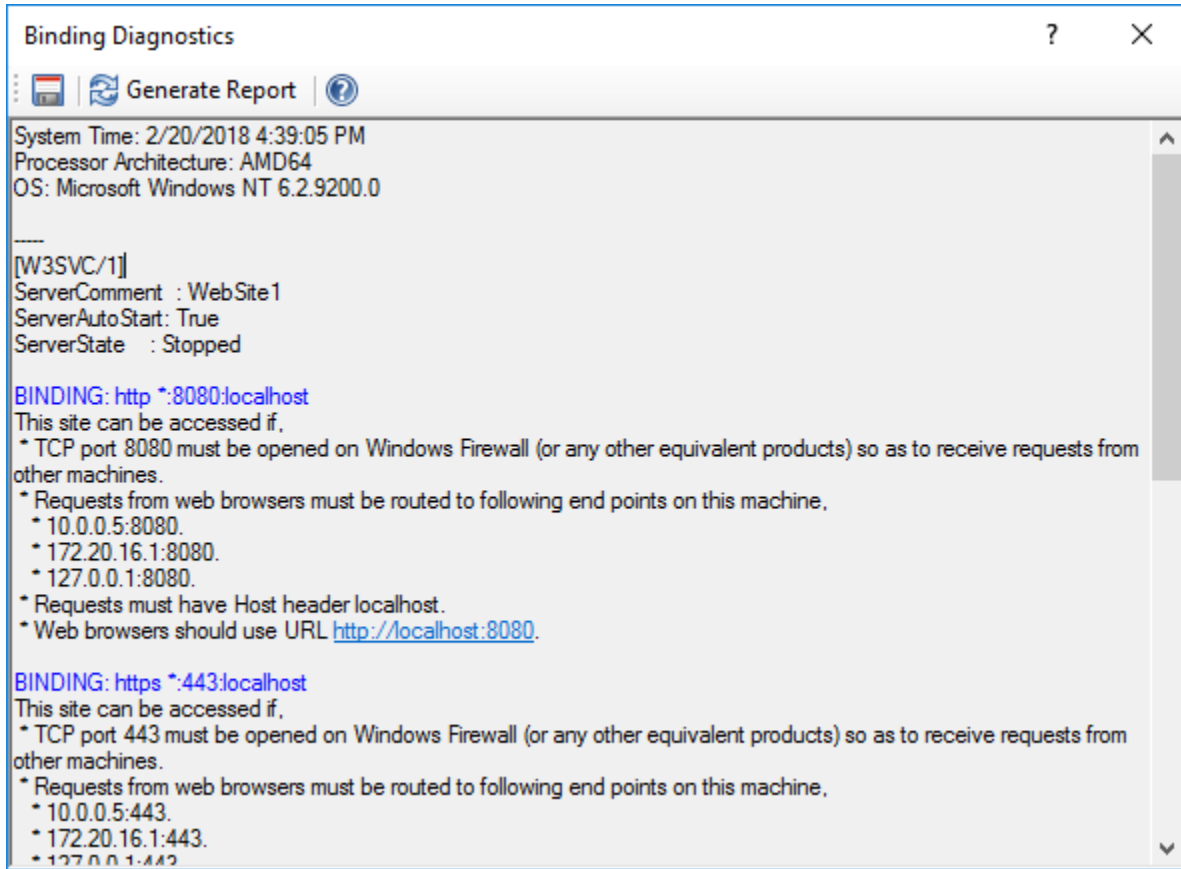 Binding Diagnostics
Generate Report
System Time: 2/20/2018 4:39:05 PM
Processor Architecture: AMD64
OS: Microsoft Windows NT 6.2.9200.0
-----
[W3SVC/1]
ServerComment : WebSite1
ServerAutoStart: True
ServerState : Stopped
BINDING: http *:8080:localhost
This site can be accessed if,
* TCP port 8080 must be opened on Windows Firewall (or any other equivalent products) so as to receive requests from
other machines.
* Requests from web browsers must be routed to following end points on this machine,
* 10.0.0.5:8080.
* 172.20.16.1:8080.
* 127.0.0.1:8080.
* Requests must have Host header localhost.
* Web browsers should use URL http://localhost:8080.
BINDING: https *:443:localhost
This site can be accessed if,
* TCP port 443 must be opened on Windows Firewall (or any other equivalent products) so as to receive requests from
other machines.
* Requests from web browsers must be routed to following end points on this machine,
* 10.0.0.5:443.
* 172.20.16.1:443.
* 127.0.0.1:443